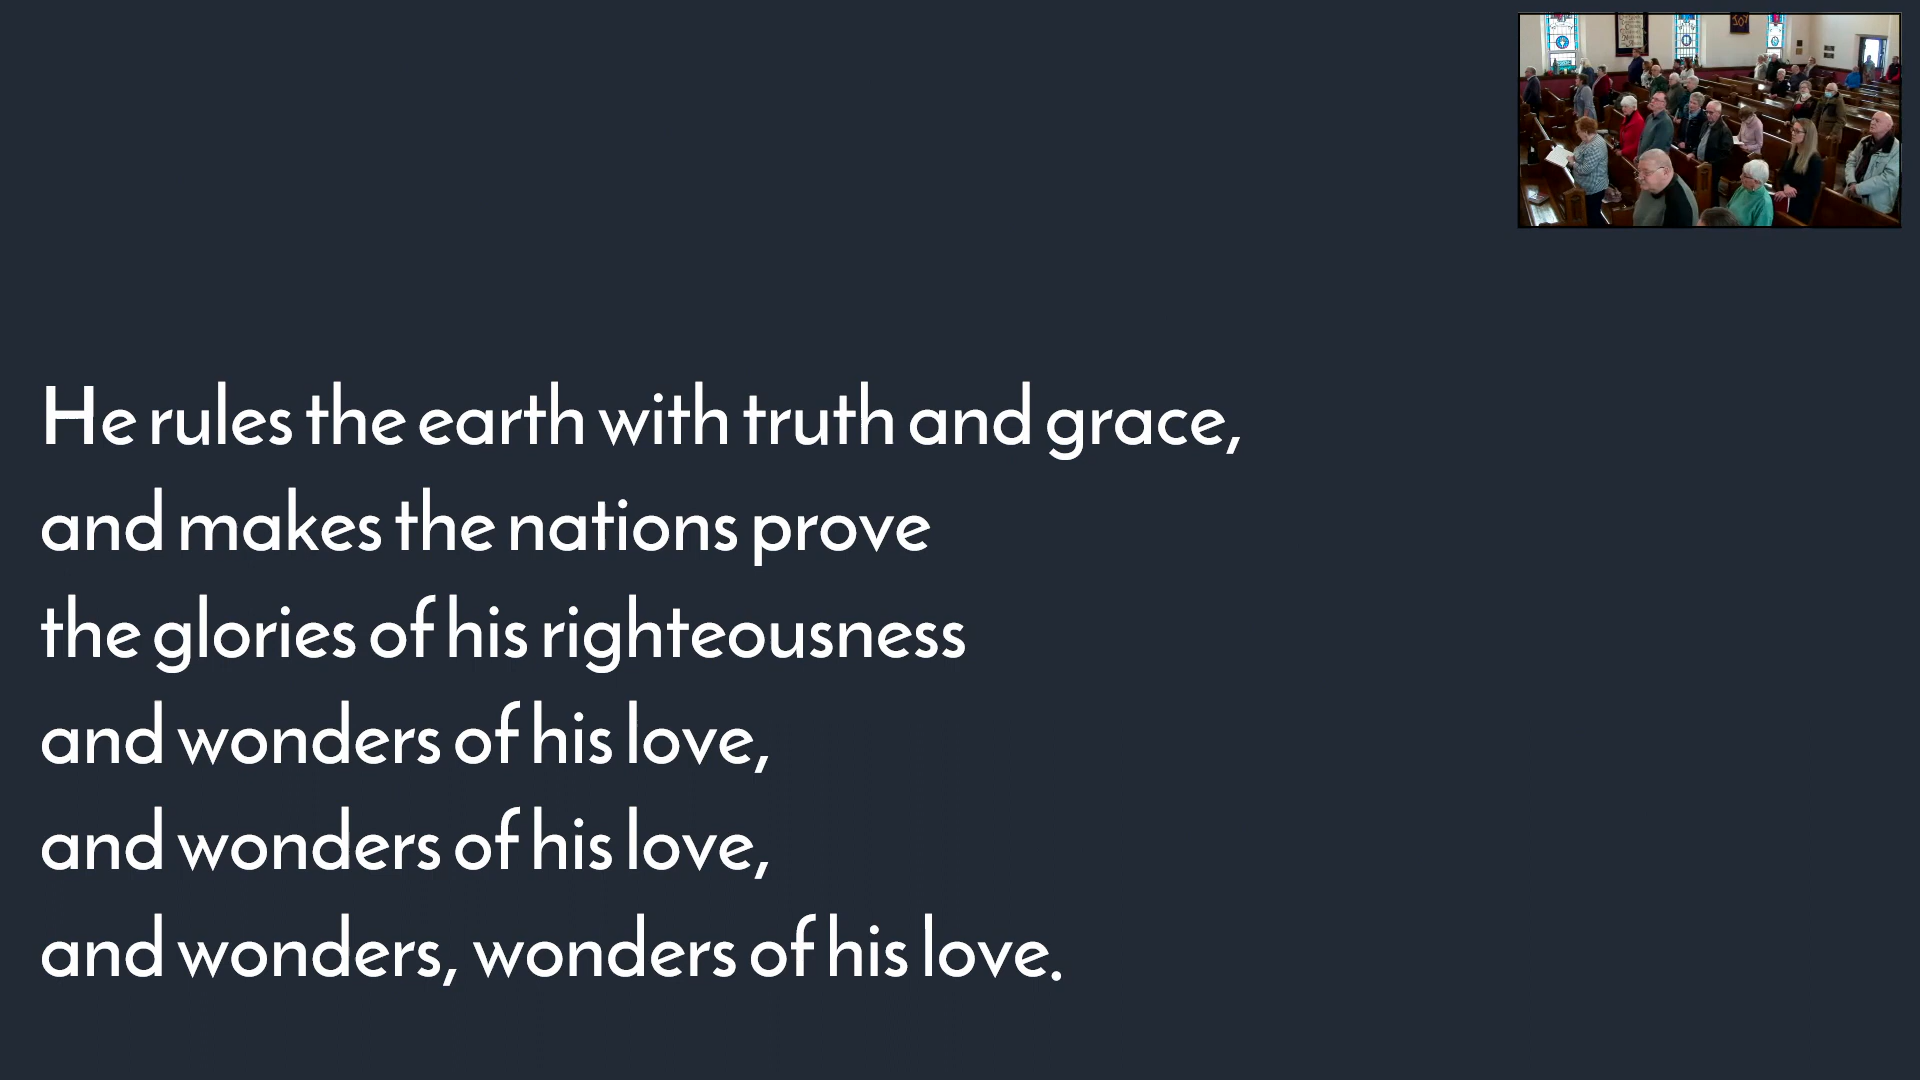 He rules the earth with truth and grace,
and makes the nations prove
the glories of his righteousness
and wonders of his love,
and wonders of his love,
and wonders, wonders of his love.
JOY